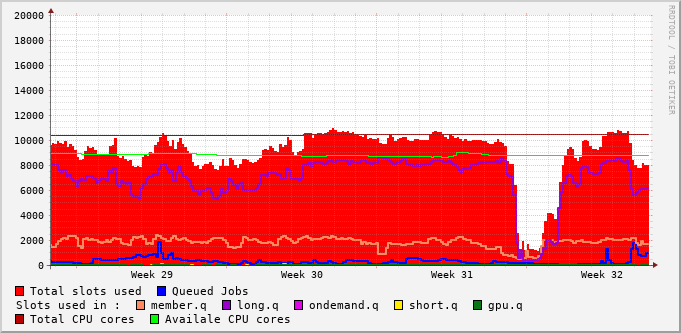 20000
18000
16000
14000
12000
10000
8000
6000
4000
2000
0
Week 29 Week 30 Week 31 Week 32
Total slots used Queued Jobs
Slots used in : member.q long.q ondemand.q short.q gpu.q
Total CPU cores Availale CPU cores
RRDTOOL / TOBI OETIKER